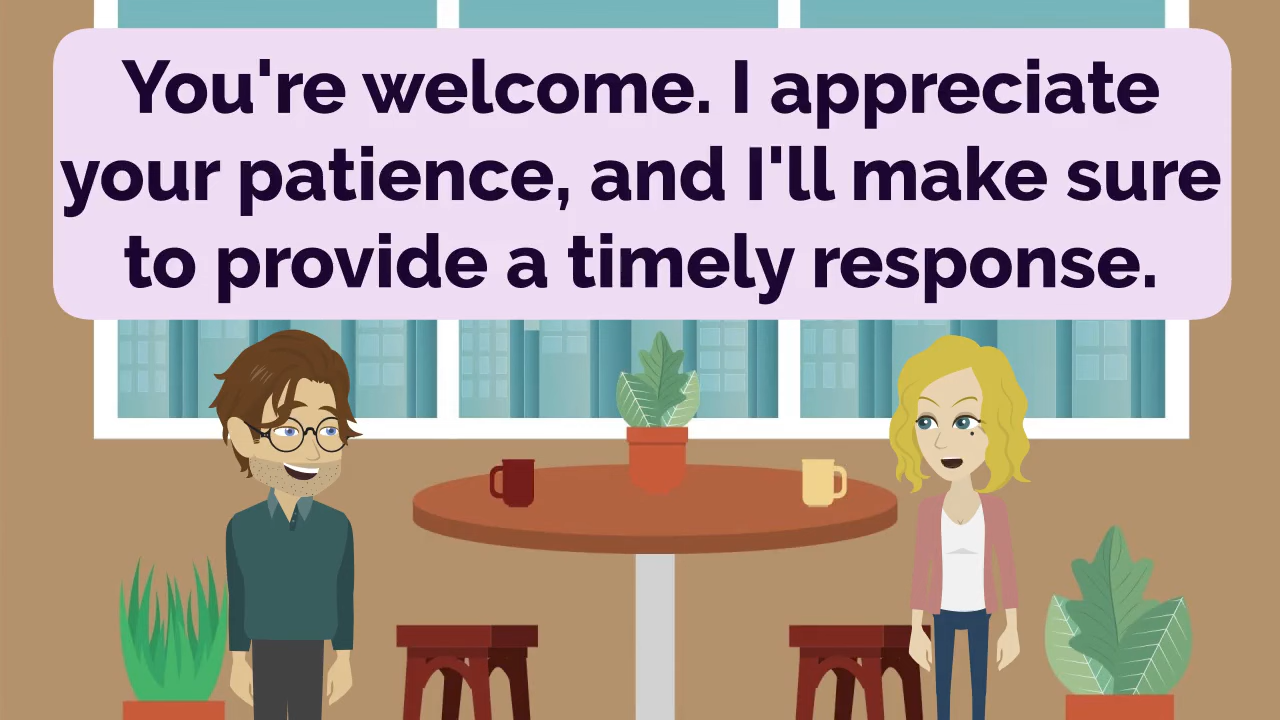 You're welcome. I appreciate
your patience, and I'll make sure
to provide a timely response.